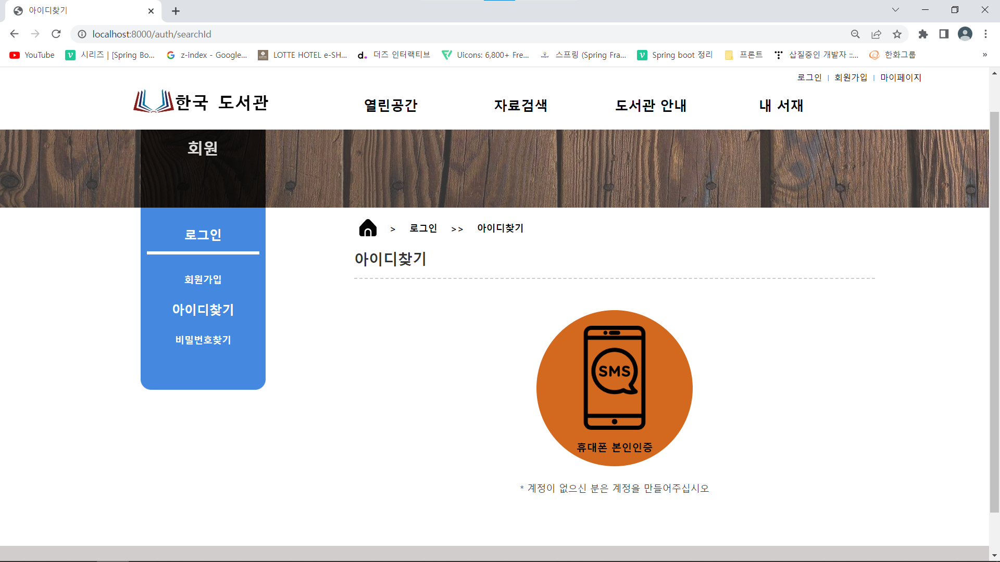 아이디찾기
localhost:8000/auth/searchId
YouTube
시리즈 | [Spring Bo...
z-index - Google...
LOTTE HOTEL e-SH...
더즈 인터랙티브
Uicons: 6,800+ Fre...
스프링 (Spring Fra...
Spring boot 정리
프론트
삽질중인 개발자 ::...
한화그룹
»
로그인 | 회원가입 | 마이페이지
한국 도서관
열린공간
자료검색
도서관 안내
내 서재
회원
로그인
회원가입
아이디찾기
비밀번호찾기
> 로그인 >> 아이디찾기
아이디찾기
SMS
휴대폰 본인인증
* 계정이 없으신 분은 계정을 만들어주십시오